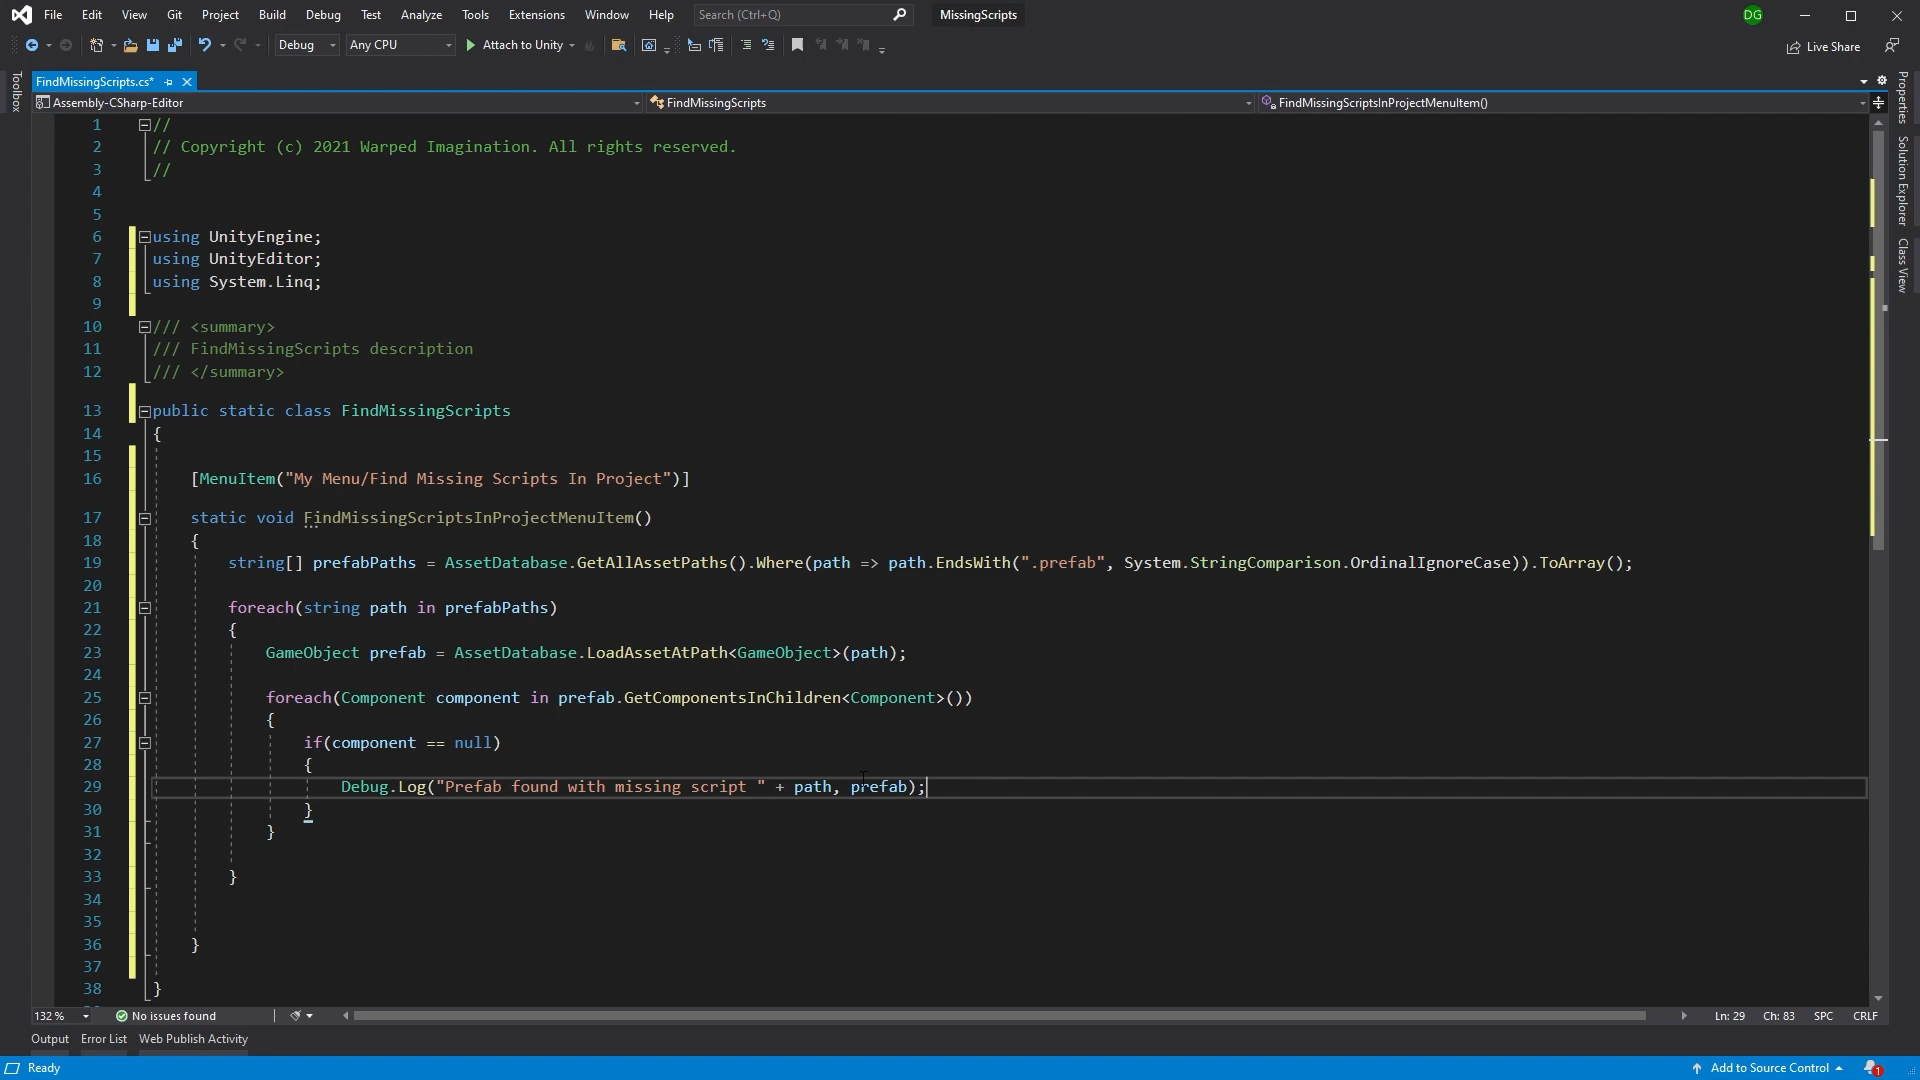 File Edit View Git Project Build Debug Test Analyze Tools Extensions Window Help Search (Ctrl+Q) MissingScripts DG
Debug Any CPU Attach to Unity Live Share
Toolbox
FindMissingScripts.cs*
Assembly-CSharp-Editor FindMissingScripts FindMissingScriptsInProjectMenuItem()
Properties
Solution Explorer
Class View
1 //
2 // Copyright (c) 2021 Warped Imagination. All rights reserved.
3 //
4
5
6 using UnityEngine;
7 using UnityEditor;
8 using System.Linq;
9
10 /// <summary>
11 /// FindMissingScripts description
12 /// </summary>
13 public static class FindMissingScripts
14 {
15
16 [MenuItem("My Menu/Find Missing Scripts In Project")]
17 static void FindMissingScriptsInProjectMenuItem()
18 {
19 string[] prefabPaths = AssetDatabase.GetAllAssetPaths().Where(path => path.EndsWith(".prefab", System.StringComparison.OrdinalIgnoreCase)).ToArray();
20
21 foreach(string path in prefabPaths)
22 {
23 GameObject prefab = AssetDatabase.LoadAssetAtPath<GameObject>(path);
24
25 foreach(Component component in prefab.GetComponentsInChildren<Component>())
26 {
27 if(component == null)
28 {
29 Debug.Log("Prefab found with missing script " + path, prefab);
30 }
31 }
32
33 }
34
35
36 }
37
38 }
132 % No issues found Ln: 29 Ch: 83 SPC CRLF
Output Error List Web Publish Activity
Ready Add to Source Control 1